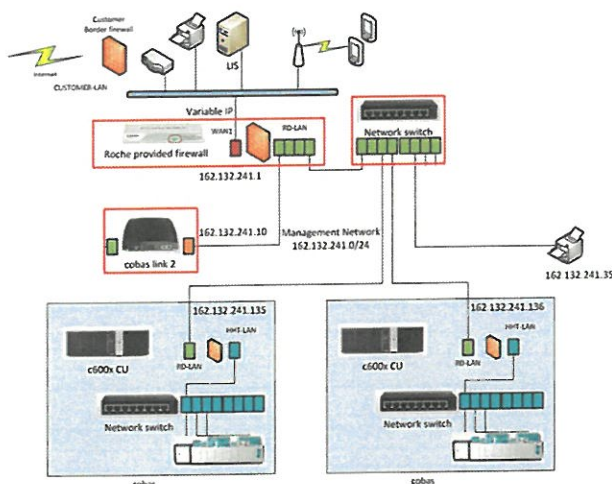 Customer
Border firewall
Internet
CUSTOMER-LAN
LIS
Variable IP
WAN1
RD-LAN
Roche provided firewall
Network switch
162.132.241.1
162.132.241.10
Management Network
162.132.241.0/24
cobas link 2
162 132.241.35
162.132.241.135
HHT-LAN
c600x CU
RD-LAN
Network switch
cobas
162 132.241.136
HHT-LAN
c600x CU
RD-LAN
Network switch
cobas